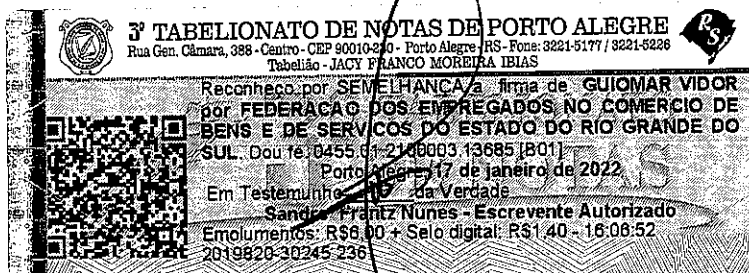 3º TABELIONATO DE NOTAS DE PORTO ALEGRE
Rua Gen. Câmara, 388 - Centro - CEP 90010-230 - Porto Alegre - RS - Fone: 3221-5177 / 3221-5226
Tabelião - JACY FRANCO MOREIRA IBIAS
RS
Reconheço por SEMELHANÇA a firma de GUIOMAR VIDOR
por FEDERACAO DOS EMPREGADOS NO COMERCIO DE
BENS E DE SERVICOS DO ESTADO DO RIO GRANDE DO
SUL. Dou fé. 0455.01.2100003.13685 [B01]
Porto Alegre, 17 de janeiro de 2022
Em Testemunho da Verdade
Sandra Frantz Nunes - Escrevente Autorizado
Emolumentos: R$6,00 + Selo digital: R$1,40 - 16:06:52
2019820-30245 236